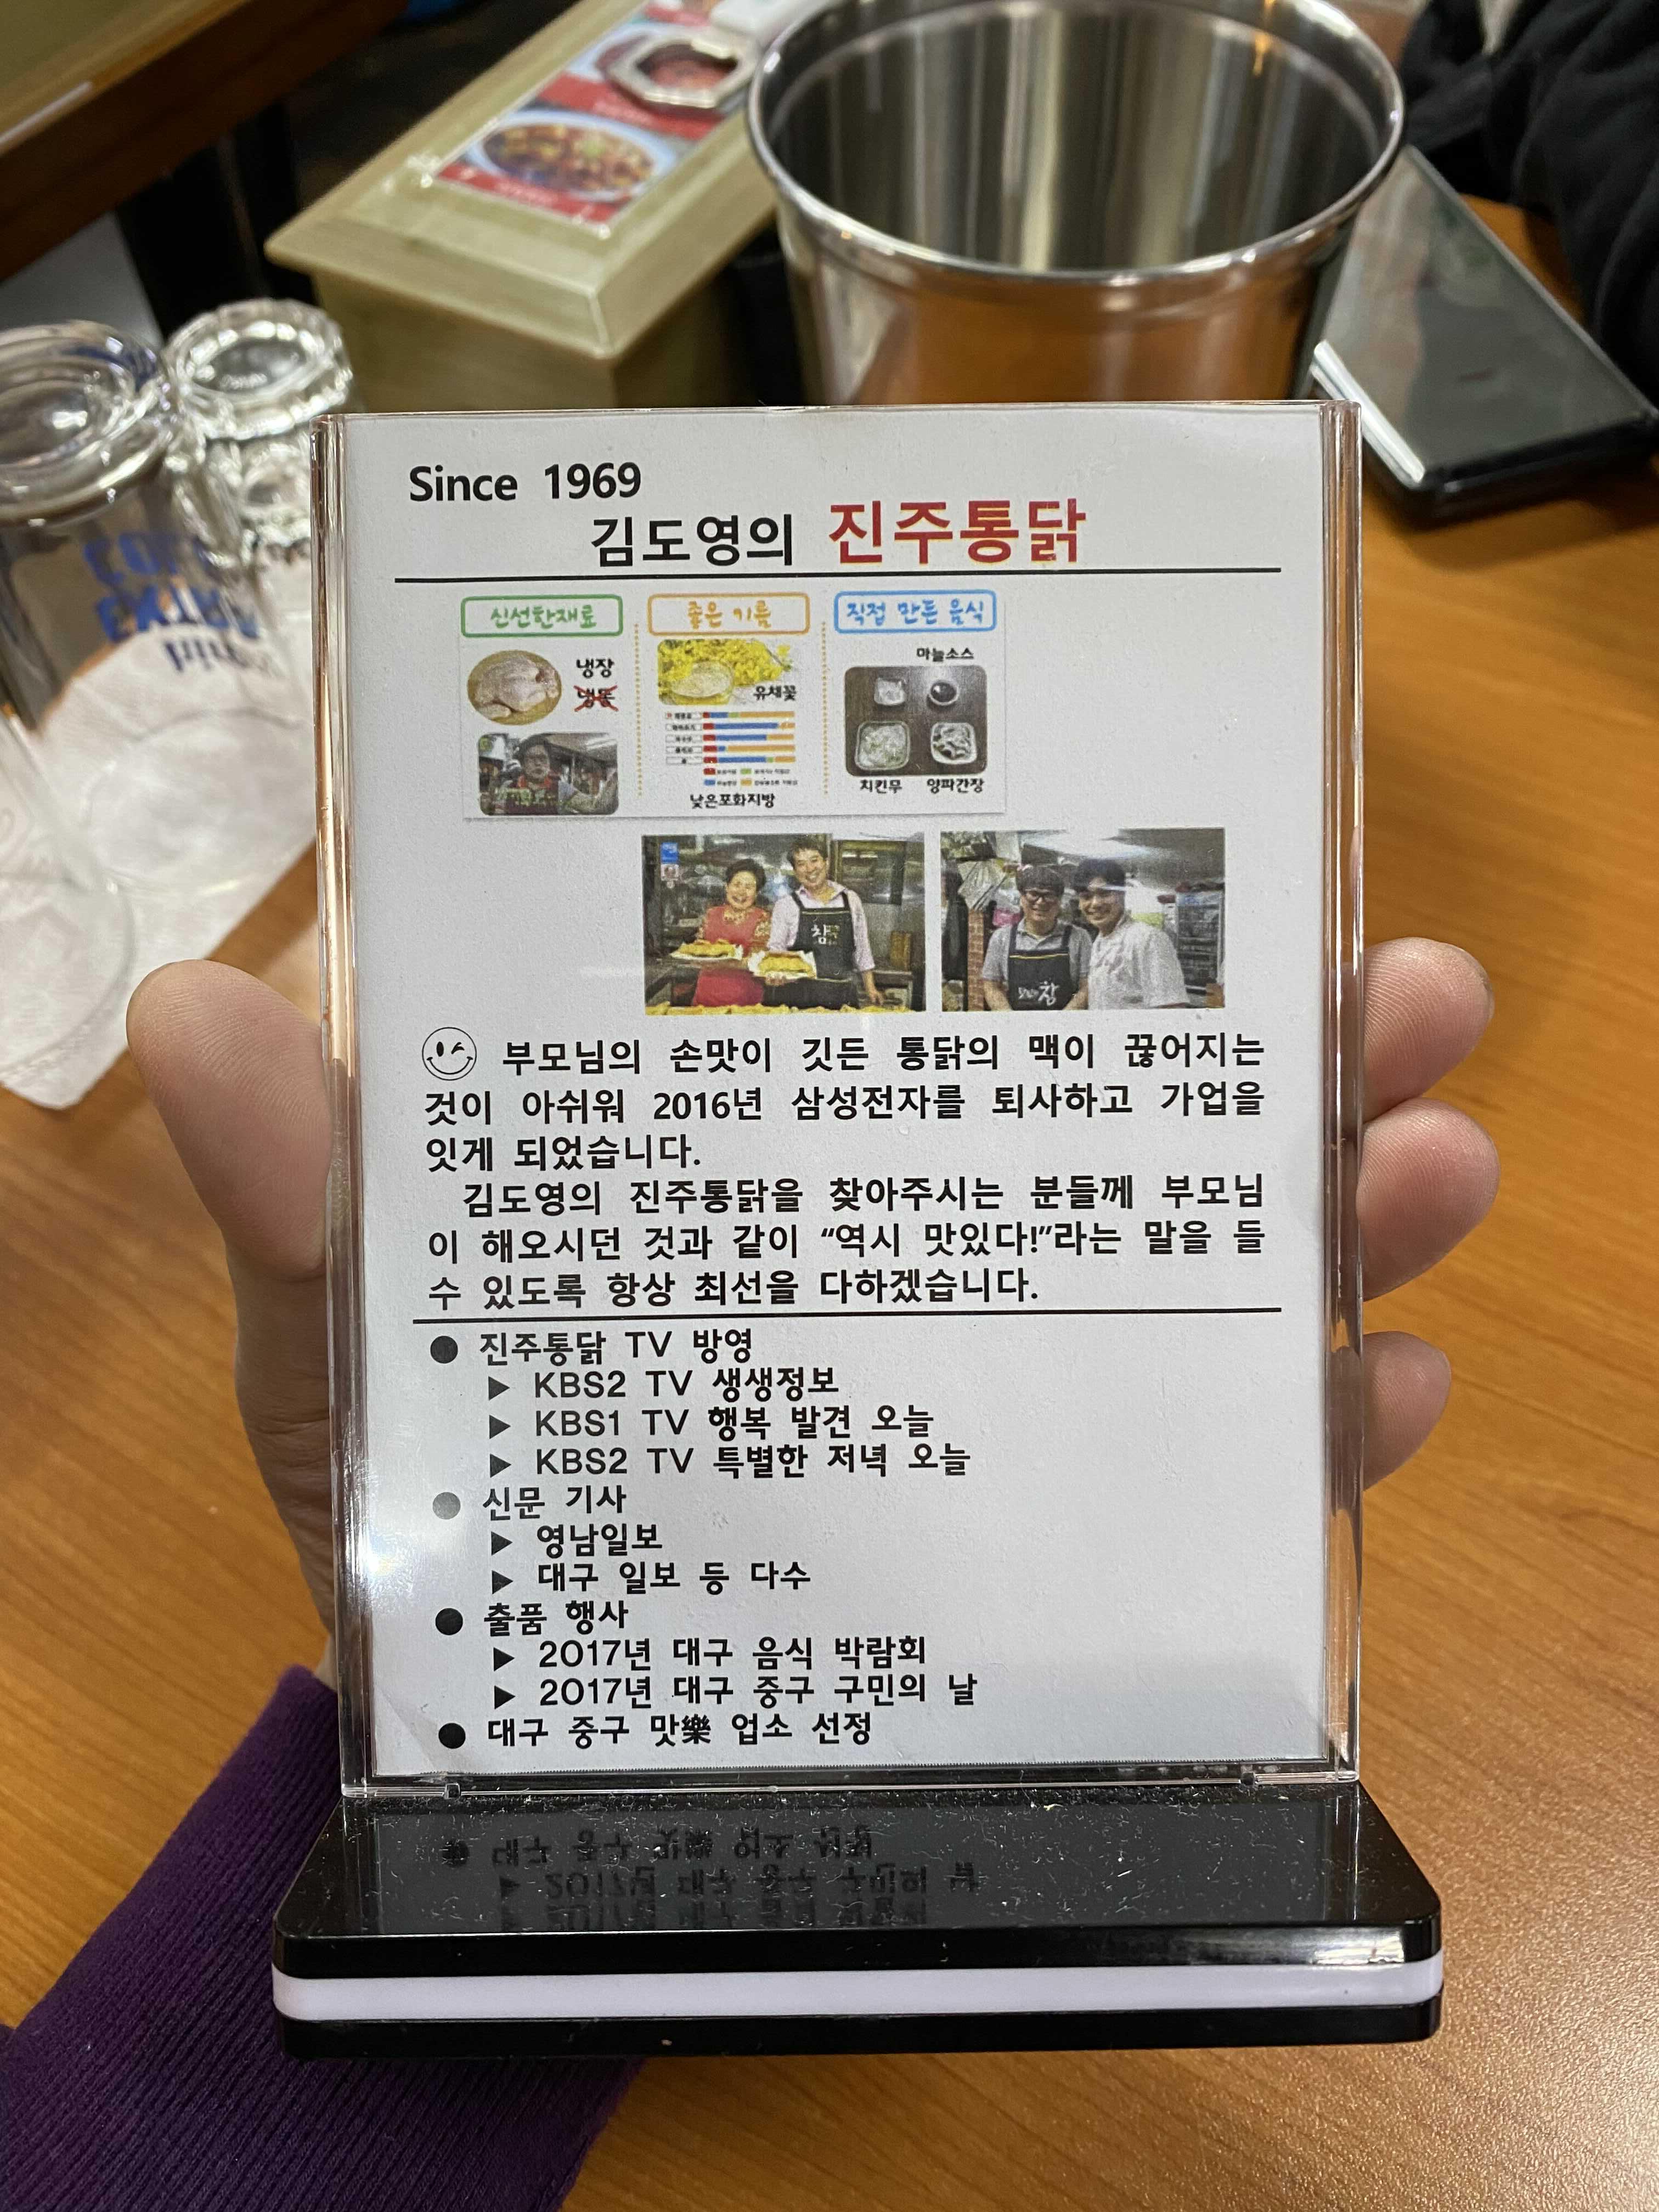 Since 1969
김도영의 진주통닭
신선한재료
좋은 기름
직접 만든 음식
냉장
냉동
유채꽃
낮은포화지방
마늘소스
치킨무 양파간장
부모님의 손맛이 깃든 통닭의 맥이 끊어지는
것이 아쉬워 2016년 삼성전자를 퇴사하고 가업을
잇게 되었습니다.
김도영의 진주통닭을 찾아주시는 분들께 부모님
이 해오시던 것과 같이 “역시 맛있다!”라는 말을 들
수 있도록 항상 최선을 다하겠습니다.
● 진주통닭 TV 방영
▶ KBS2 TV 생생정보
▶ KBS1 TV 행복 발견 오늘
▶ KBS2 TV 특별한 저녁 오늘
● 신문 기사
▶ 영남일보
▶ 대구 일보 등 다수
● 출품 행사
▶ 2017년 대구 음식 박람회
▶ 2017년 대구 중구 구민의 날
● 대구 중구 맛樂 업소 선정